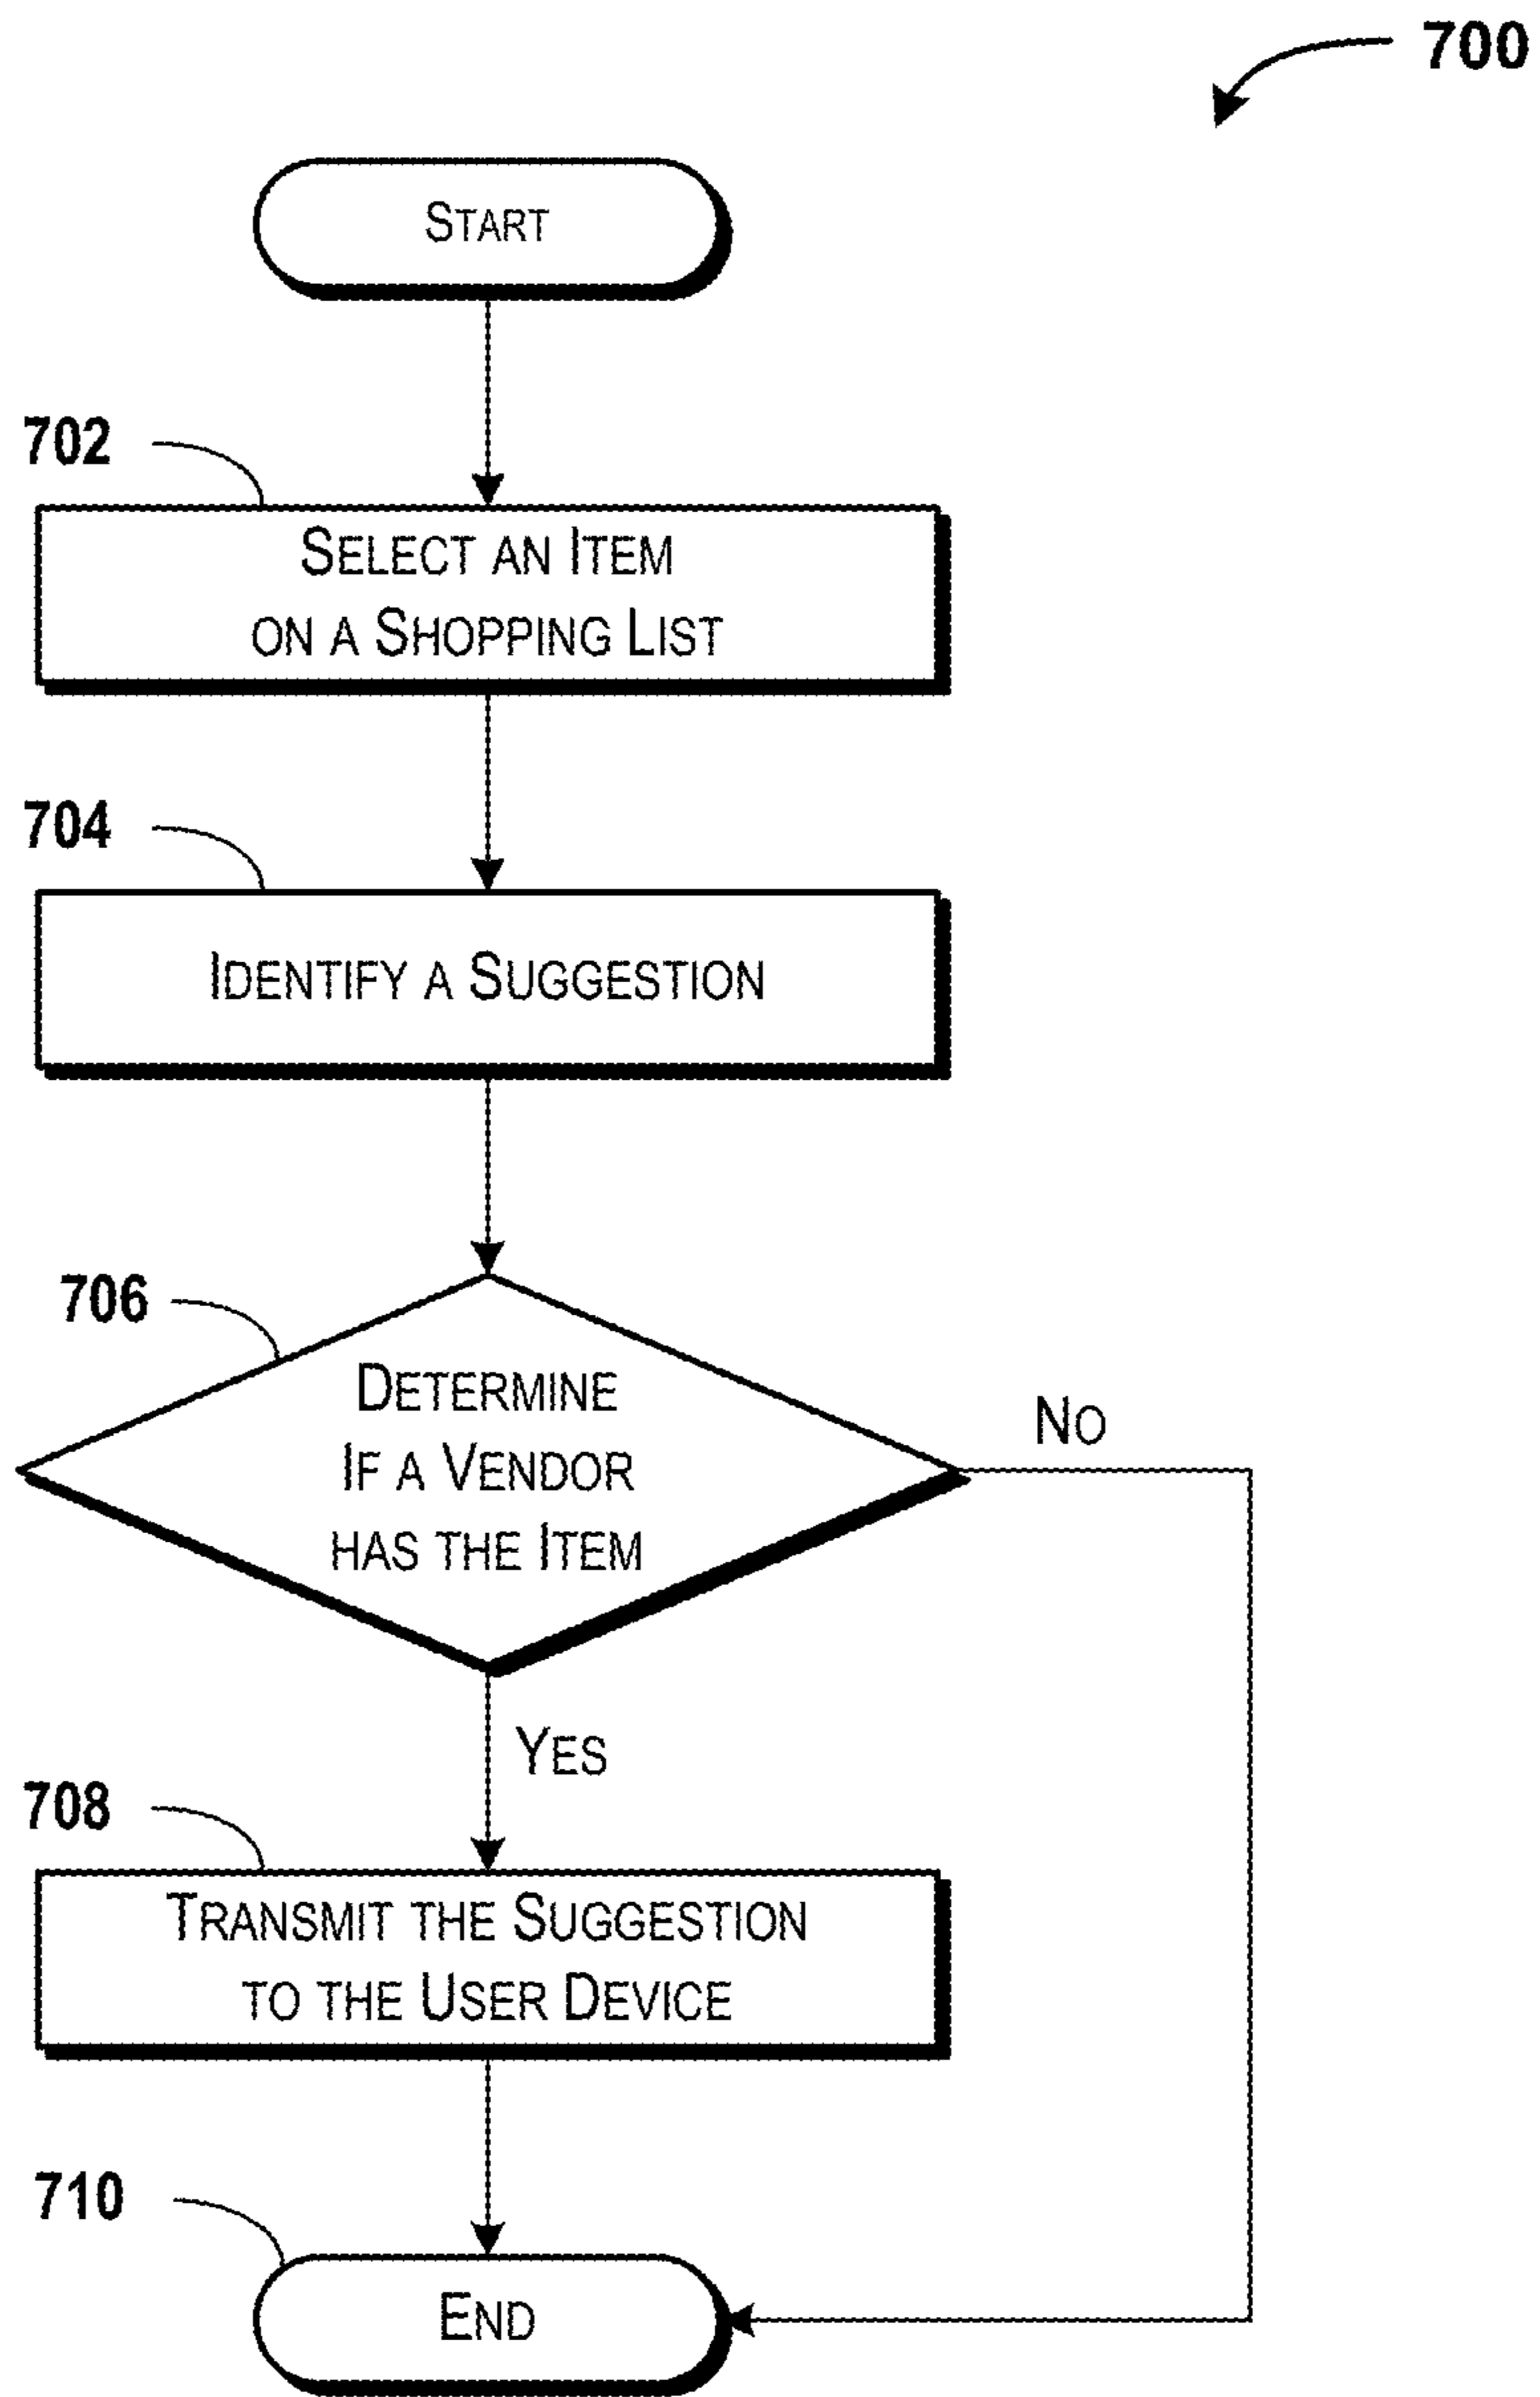 700
START
702
SELECT AN ITEM
ON A SHOPPING LIST
704
IDENTIFY A SUGGESTION
706
DETERMINE
IF A VENDOR
HAS THE ITEM
NO
YES
708
TRANSMIT THE SUGGESTION
TO THE USER DEVICE
710
END